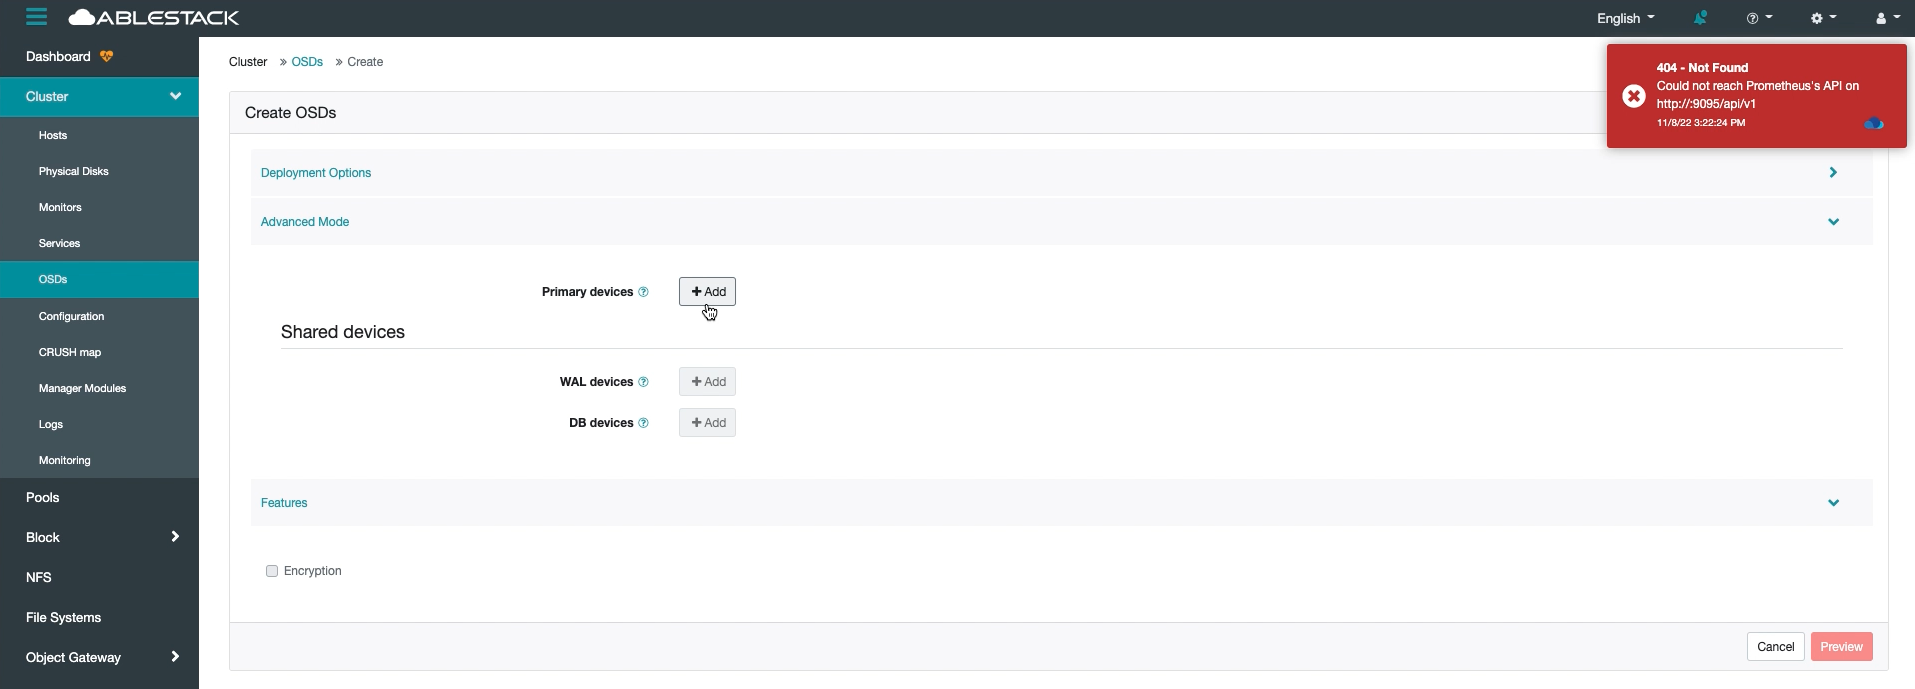 ABLESTACK
English
Dashboard
Cluster
Hosts
Physical Disks
Monitors
Services
OSDs
Configuration
CRUSH map
Manager Modules
Logs
Monitoring
Pools
Block
NFS
File Systems
Object Gateway
Cluster » OSDs » Create
404 - Not Found
Could not reach Prometheus's API on
http://:9095/api/v1
11/8/22 3:22:24 PM
Create OSDs
Deployment Options
Advanced Mode
Primary devices + Add
Shared devices
WAL devices + Add
DB devices + Add
Features
Encryption
Cancel Preview